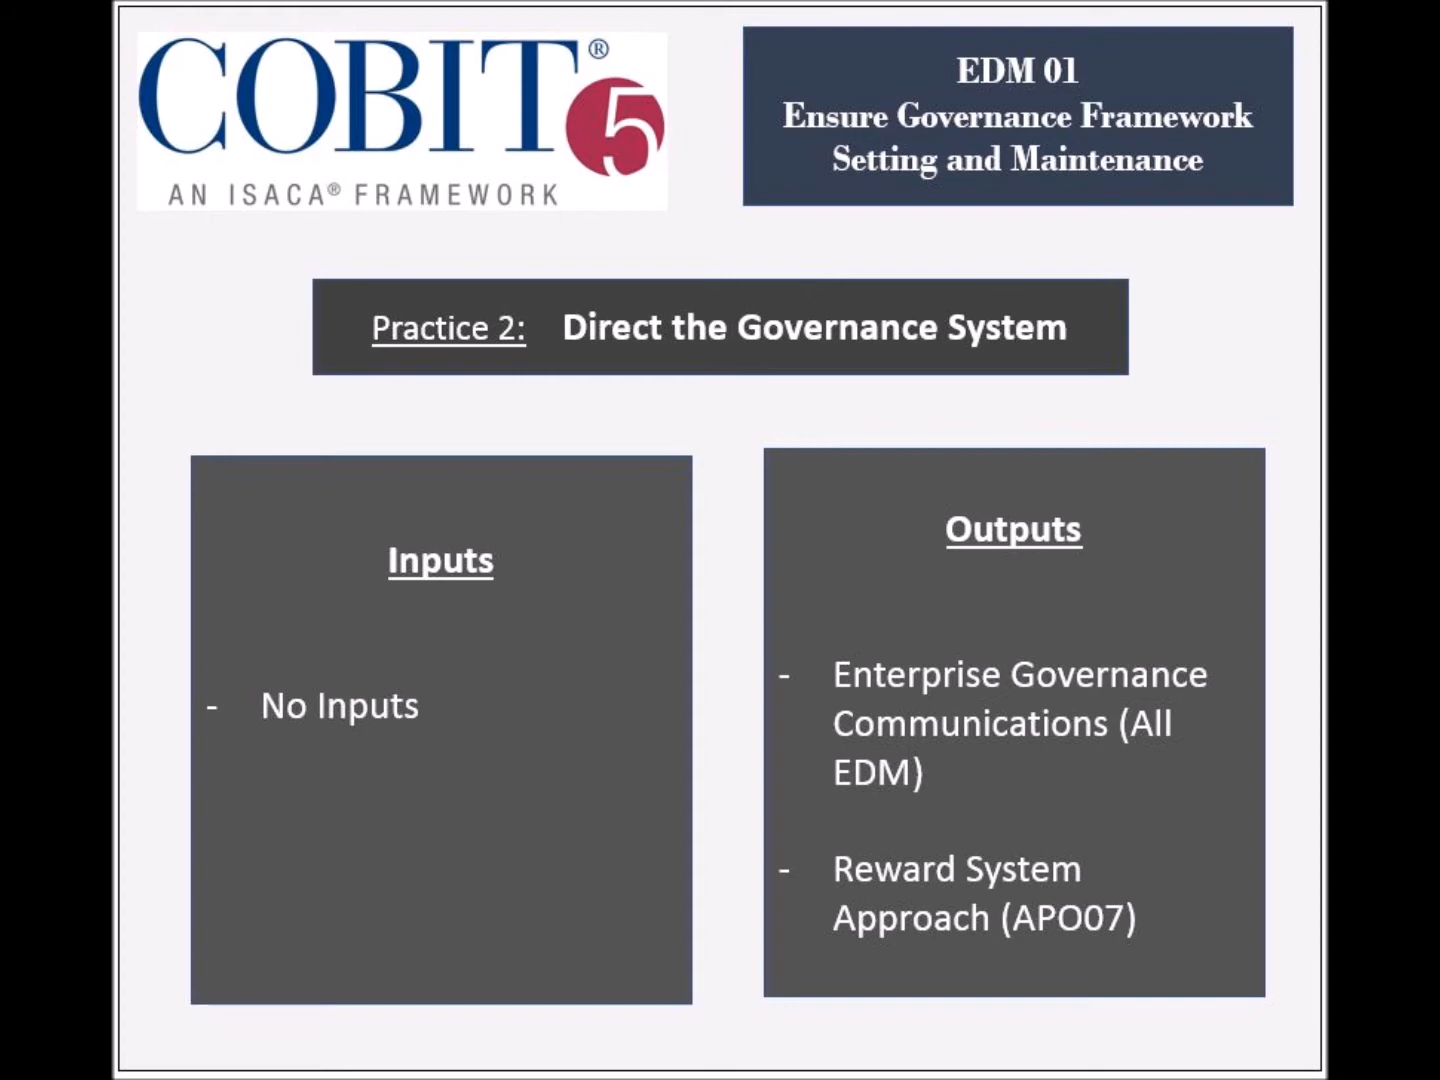 COBIT® 5
AN ISACA® FRAMEWORK
EDM 01
Ensure Governance Framework
Setting and Maintenance
Practice 2: Direct the Governance System
Inputs
- No Inputs
Outputs
- Enterprise Governance
Communications (All
EDM)
- Reward System
Approach (APO07)